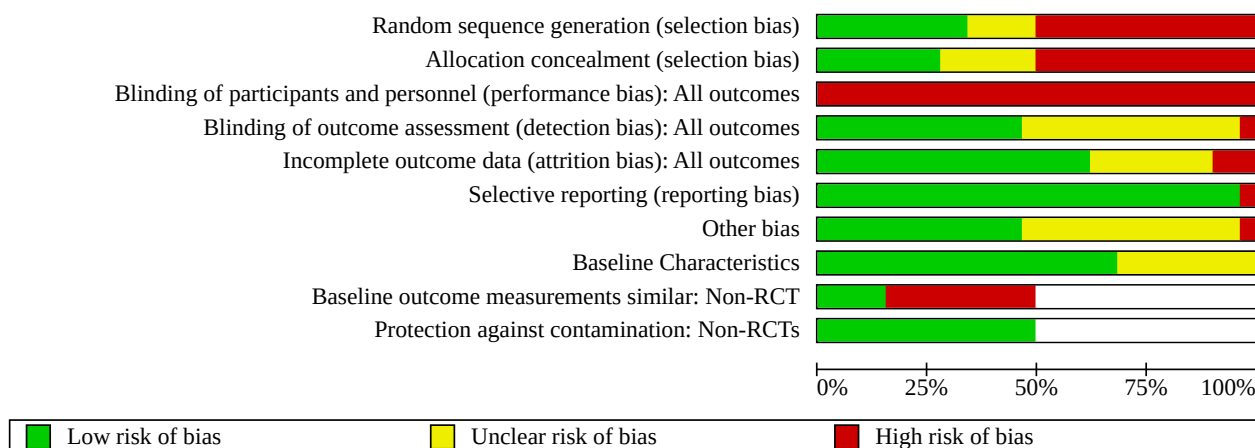 Random sequence generation (selection bias)
Allocation concealment (selection bias)
Blinding of participants and personnel (performance bias): All outcomes
Blinding of outcome assessment (detection bias): All outcomes
Incomplete outcome data (attrition bias): All outcomes
Selective reporting (reporting bias)
Other bias
Baseline Characteristics
Baseline outcome measurements similar: Non-RCT
Protection against contamination: Non-RCTs
0% 25% 50% 75% 100%
Low risk of bias Unclear risk of bias High risk of bias